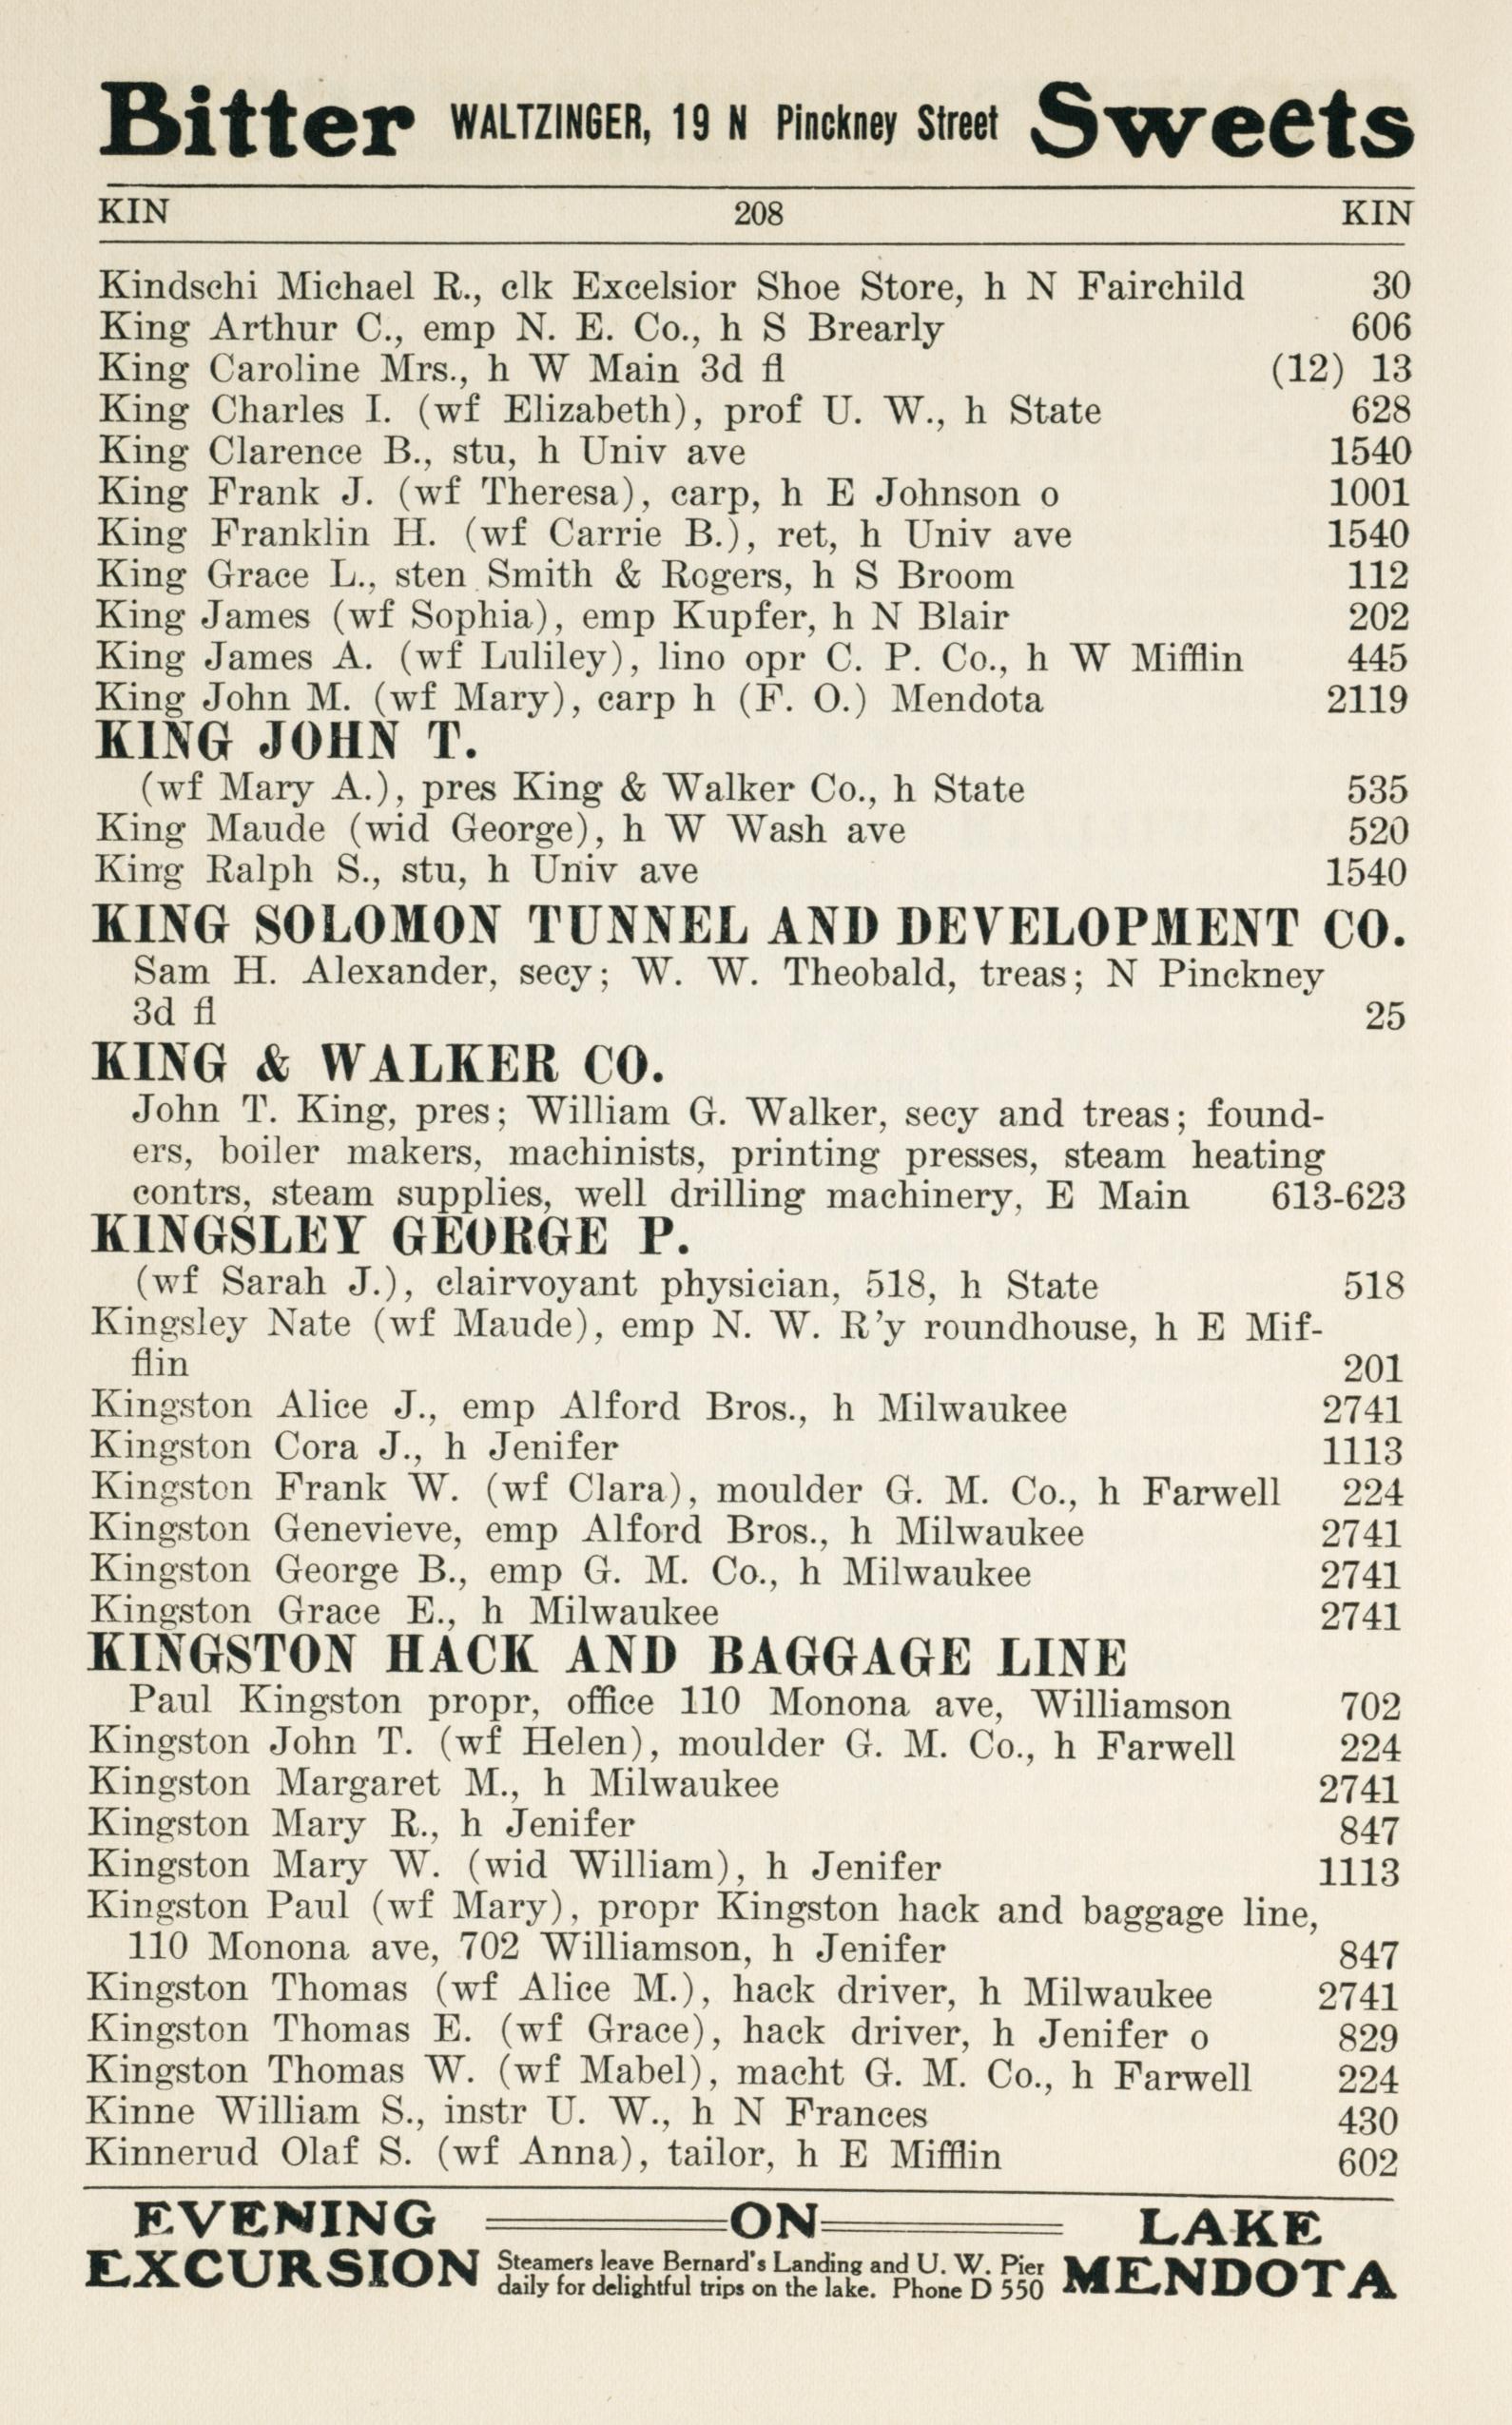 Bitter WALTZINGER, 19 N Pinckney Street Sweets
KIN 208 KIN
Kindschi Michael R., clk Excelsior Shoe Store, h N Fairchild 30
King Arthur C., emp N. E. Co., h S Brearly 606
King Caroline Mrs., h W Main 3d fl (12) 13
King Charles I. (wf Elizabeth), prof U. W., h State 628
King Clarence B., stu, h Univ ave 1540
King Frank J. (wf Theresa), carp, h E Johnson o 1001
King Franklin H. (wf Carrie B.), ret, h Univ ave 1540
King Grace L., sten Smith & Rogers, h S Broom 112
King James (wf Sophia), emp Kupfer, h N Blair 202
King James A. (wf Luliley), lino opr C. P. Co., h W Mifflin 445
King John M. (wf Mary), carp h (F. O.) Mendota 2119
KING JOHN T.
(wf Mary A.), pres King & Walker Co., h State 535
King Maude (wid George), h W Wash ave 520
King Ralph S., stu, h Univ ave 1540
KING SOLOMON TUNNEL AND DEVELOPMENT CO.
Sam H. Alexander, secy; W. W. Theobald, treas; N Pinckney
3d fl 25
KING & WALKER CO.
John T. King, pres; William G. Walker, secy and treas; found-
ers, boiler makers, machinists, printing presses, steam heating
contrs, steam supplies, well drilling machinery, E Main 613-623
KINGSLEY GEORGE P.
(wf Sarah J.), clairvoyant physician, 518, h State 518
Kingsley Nate (wf Maude), emp N. W. R'y roundhouse, h E Mif-
flin 201
Kingston Alice J., emp Alford Bros., h Milwaukee 2741
Kingston Cora J., h Jenifer 1113
Kingston Frank W. (wf Clara), moulder G. M. Co., h Farwell 224
Kingston Genevieve, emp Alford Bros., h Milwaukee 2741
Kingston George B., emp G. M. Co., h Milwaukee 2741
Kingston Grace E., h Milwaukee 2741
KINGSTON HACK AND BAGGAGE LINE
Paul Kingston propr, office 110 Monona ave, Williamson 702
Kingston John T. (wf Helen), moulder G. M. Co., h Farwell 224
Kingston Margaret M., h Milwaukee 2741
Kingston Mary R., h Jenifer 847
Kingston Mary W. (wid William), h Jenifer 1113
Kingston Paul (wf Mary), propr Kingston hack and baggage line,
110 Monona ave, 702 Williamson, h Jenifer 847
Kingston Thomas (wf Alice M.), hack driver, h Milwaukee 2741
Kingston Thomas E. (wf Grace), hack driver, h Jenifer o 829
Kingston Thomas W. (wf Mabel), macht G. M. Co., h Farwell 224
Kinne William S., instr U. W., h N Frances 430
Kinnerud Olaf S. (wf Anna), tailor, h E Mifflin 602
EVENING ON LAKE
EXCURSION Steamers leave Bernard's Landing and U. W. Pier MENDOTA
daily for delightful trips on the lake. Phone D 550